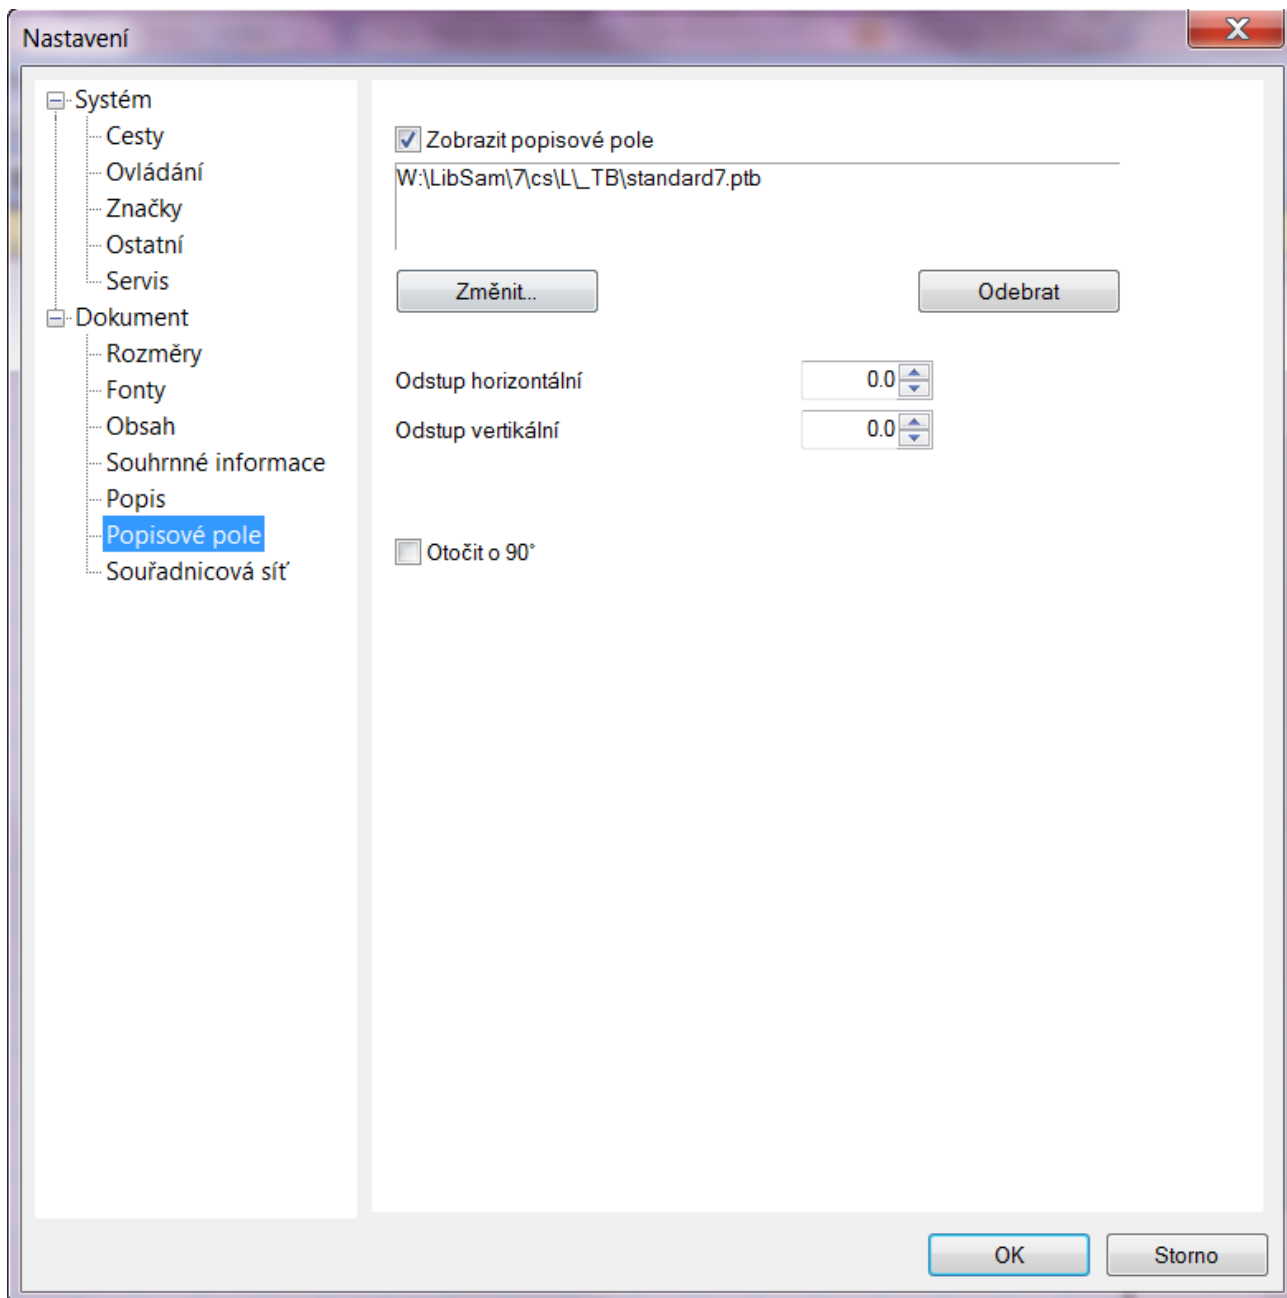 Nastavení
Systém
Cesty
Ovládání
Značky
Ostatní
Servis
Dokument
Rozměry
Fonty
Obsah
Souhrnné informace
Popis
Popisové pole
Souřadnicová síť
Zobrazit popisové pole
W:\LibSam\7\cs\L\_TB\standard7.ptb
Změnit... Odebrat
Odstup horizontální 0.0
Odstup vertikální 0.0
Otočit o 90°
OK Storno